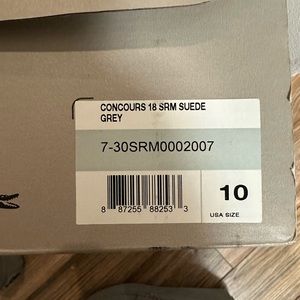 CONCOURS 18 SRM SUEDE
GREY
7-30SRM0002007
8 87255 88253 3
10
USA SIZE